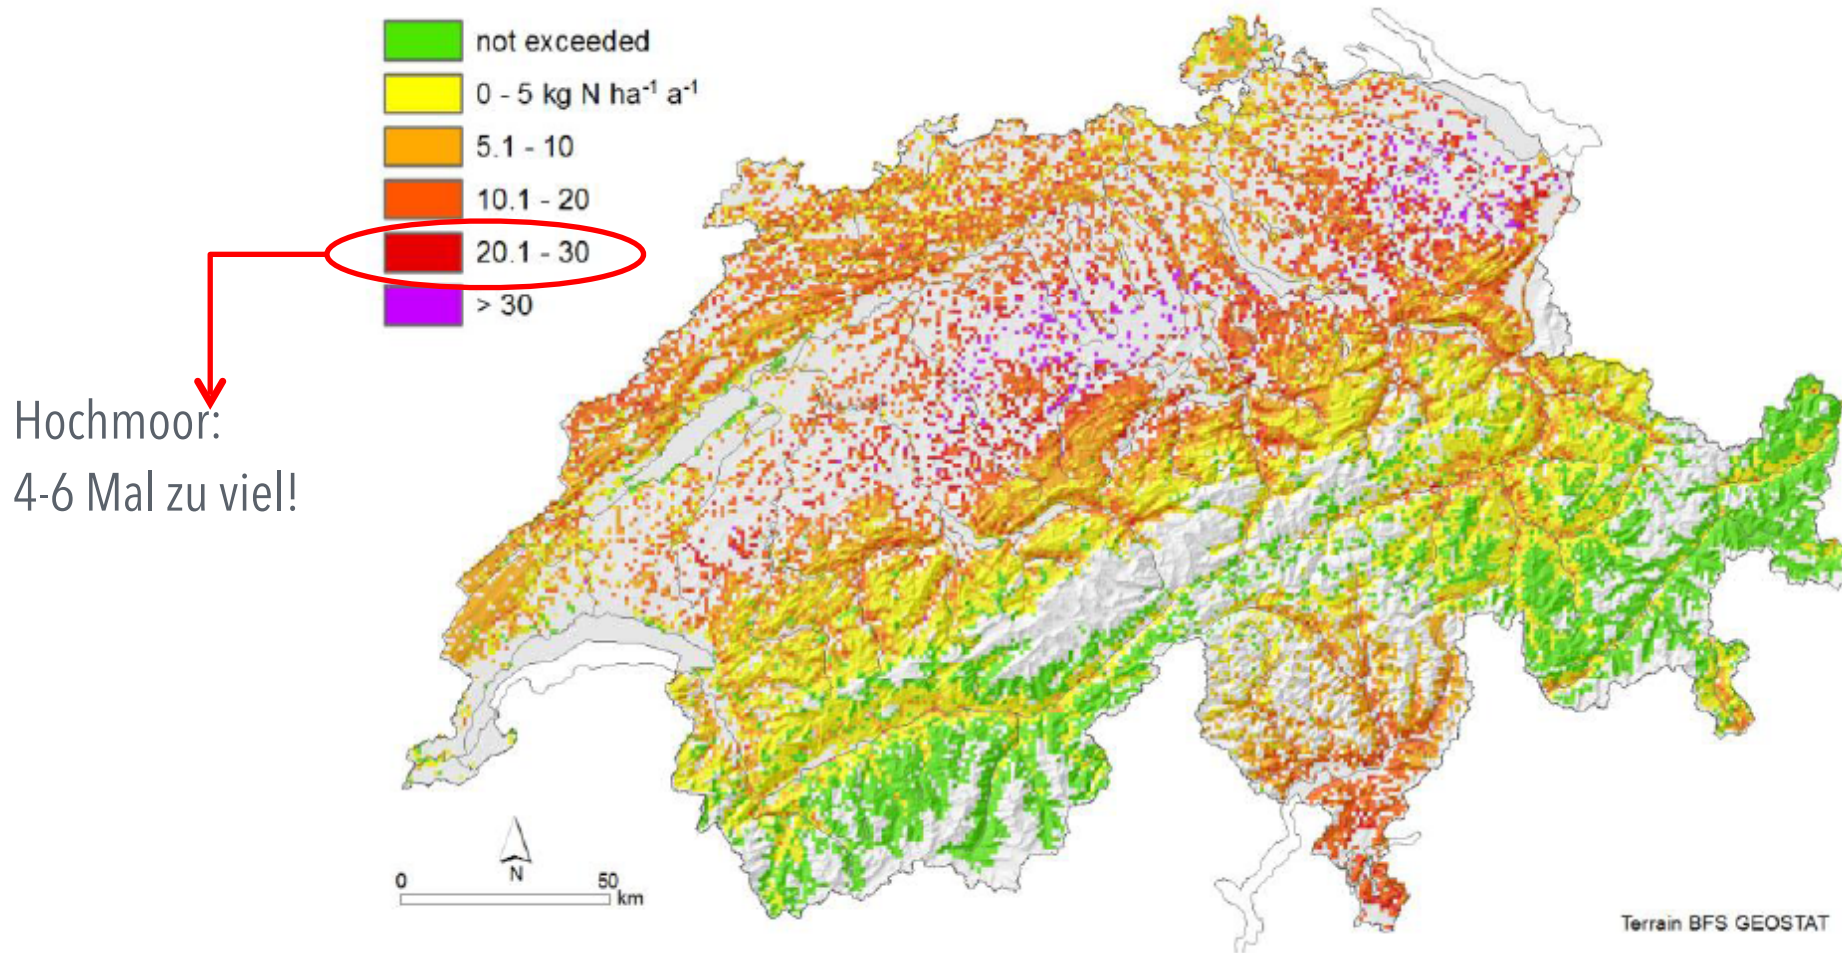 not exceeded
0 - 5 kg N ha⁻¹ a⁻¹
5.1 - 10
10.1 - 20
20.1 - 30
> 30
Hochmoor:
4-6 Mal zu viel!
N
0 50
km
Terrain BFS GEOSTAT